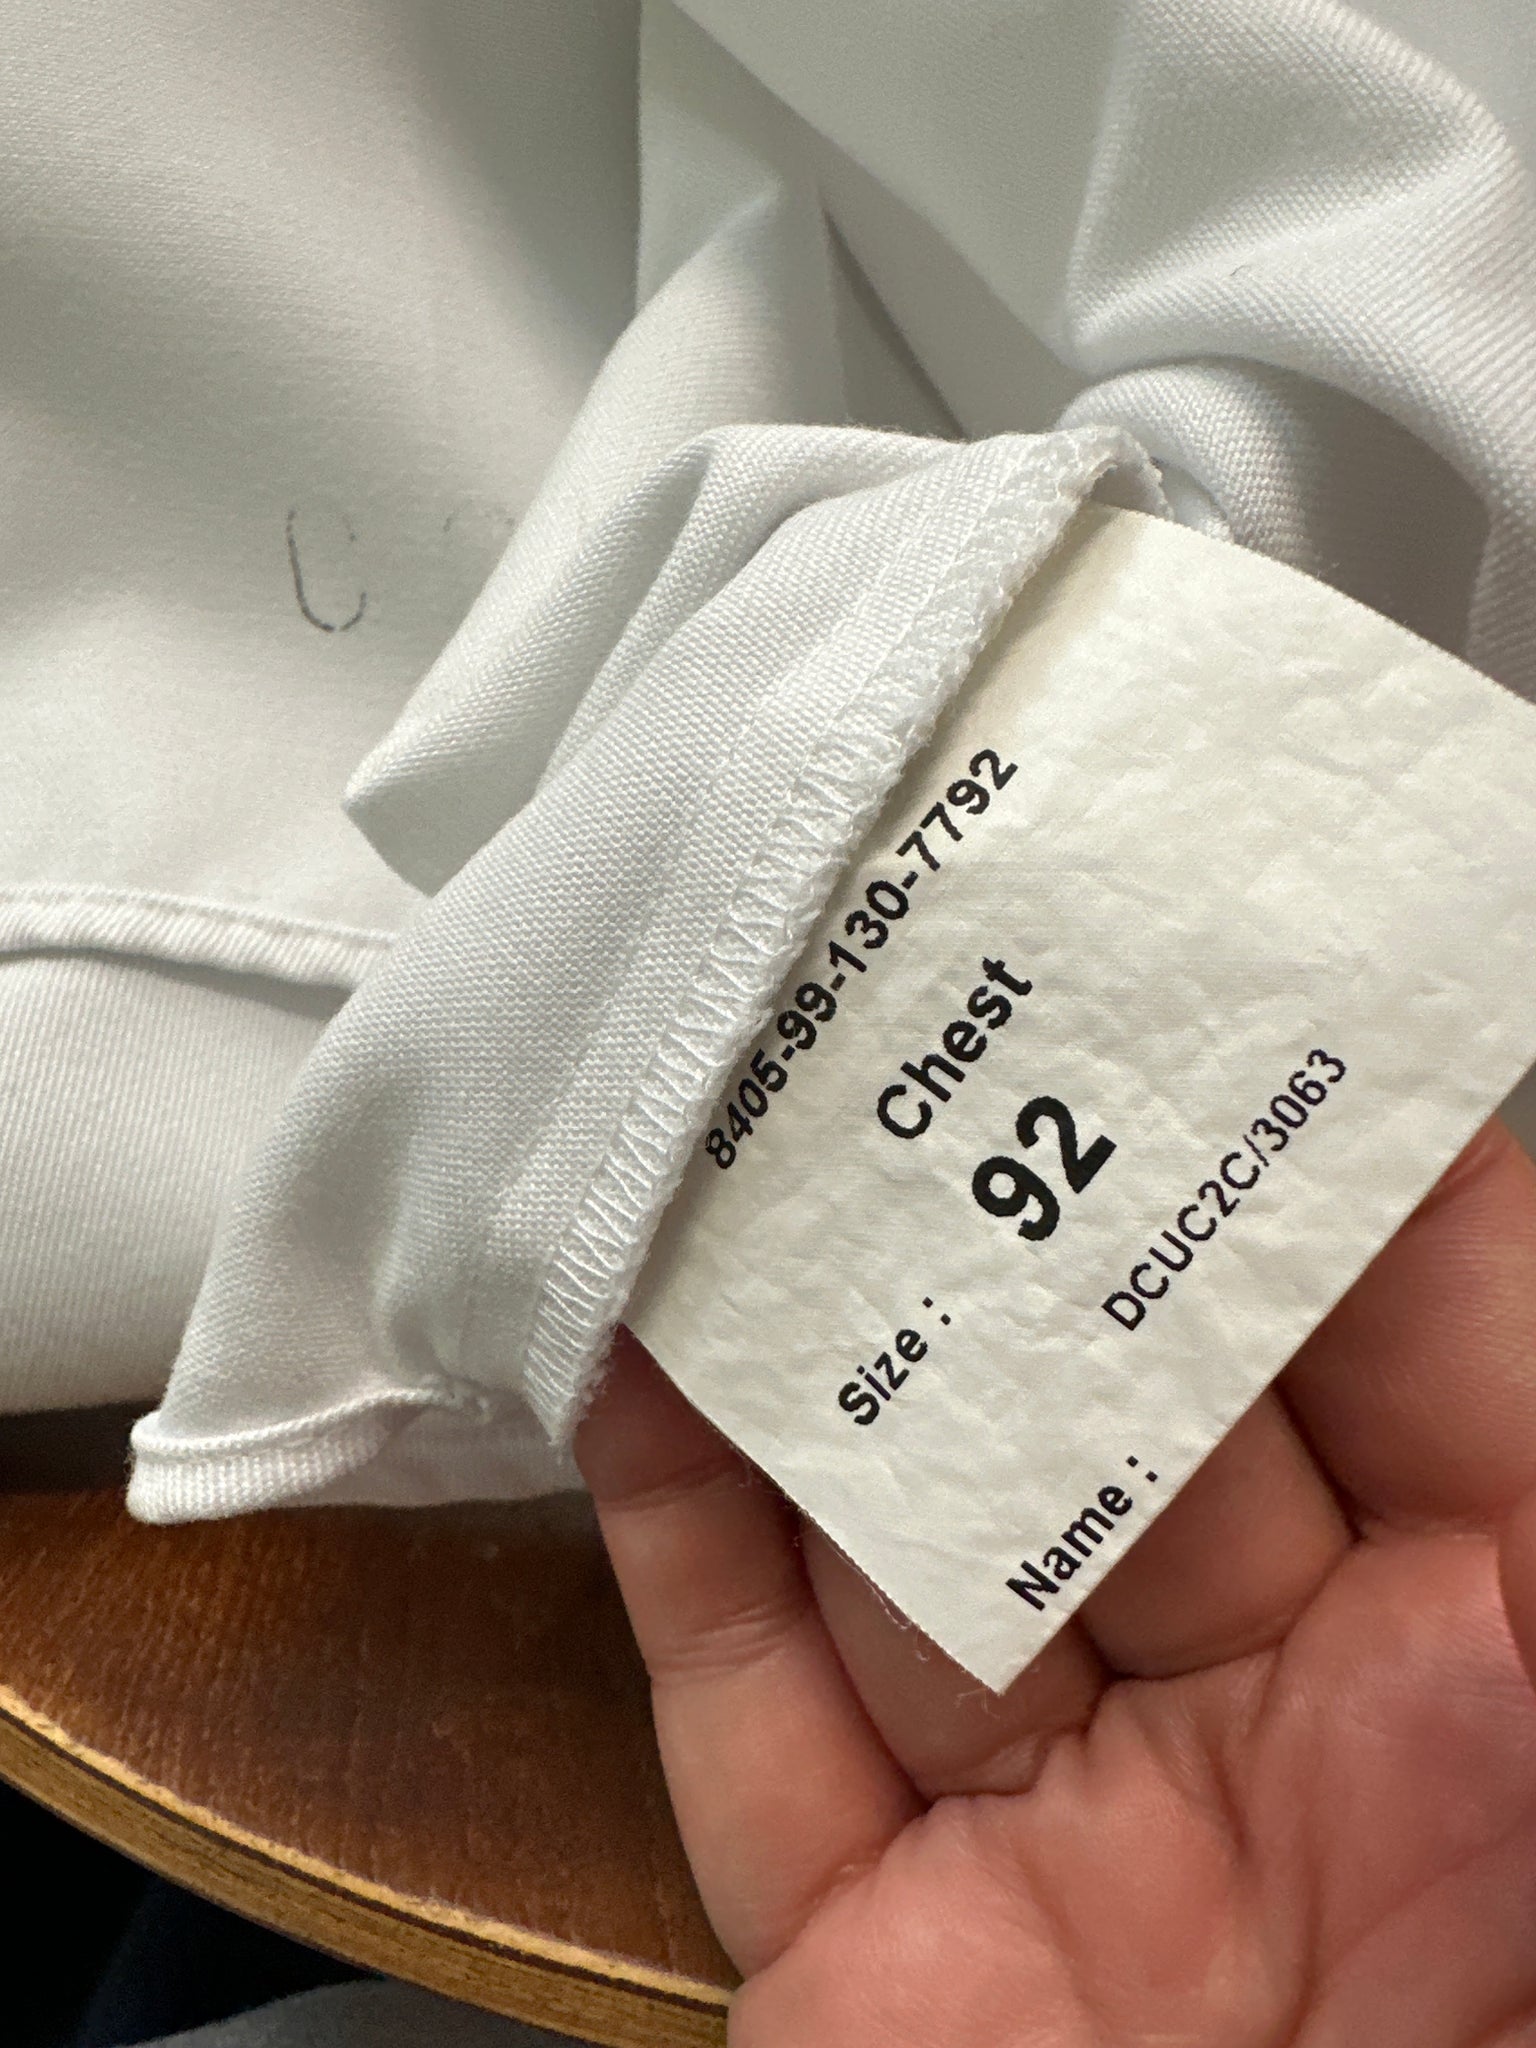 8405-99-130-7792
Chest
Size : 92
DCUC2C/3063
Name :